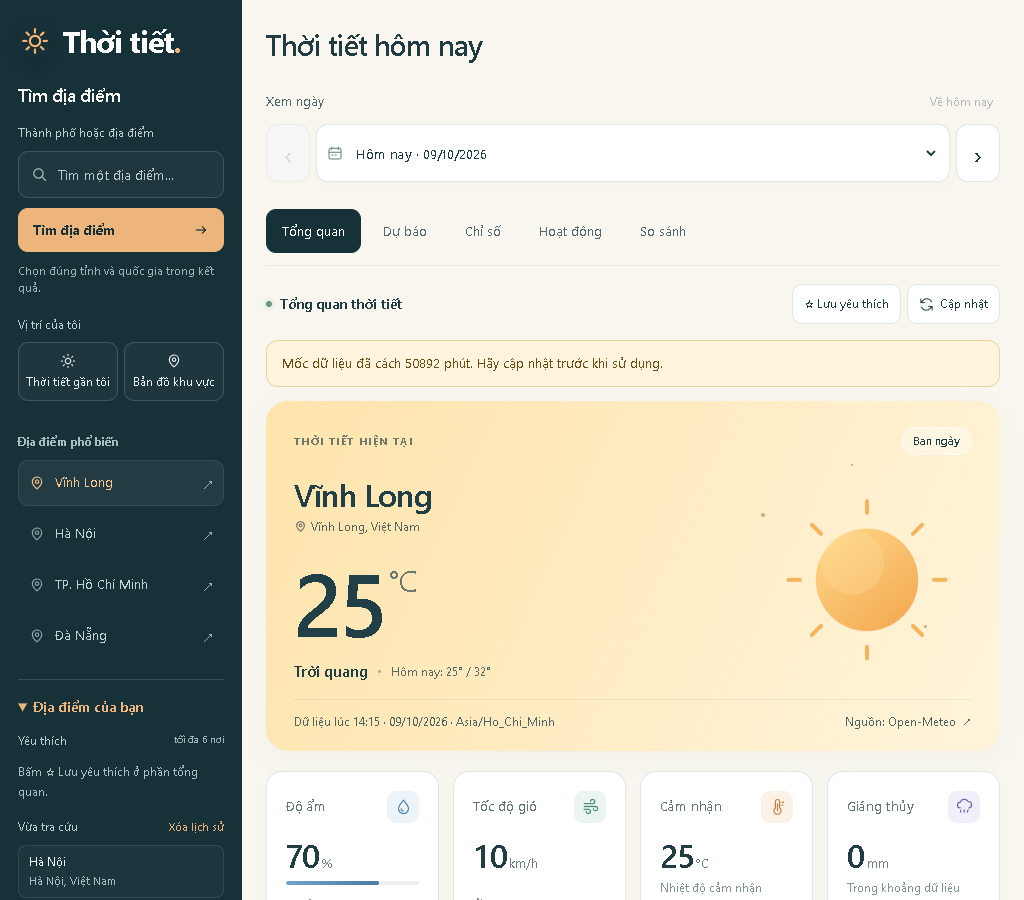 Thời tiết.
Tìm địa điểm
Thành phố hoặc địa điểm
Tìm một địa điểm...
Tìm địa điểm →
Chọn đúng tỉnh và quốc gia trong kết
quả.
Vị trí của tôi
Thời tiết gần tôi
Bản đồ khu vực
Địa điểm phổ biến
Vĩnh Long ↗
Hà Nội ↗
TP. Hồ Chí Minh ↗
Đà Nẵng ↗
▼ Địa điểm của bạn
Yêu thích tối đa 6 nơi
Bấm ☆ Lưu yêu thích ở phần tổng
quan.
Vừa tra cứu Xóa lịch sử
Hà Nội
Hà Nội, Việt Nam
Thời tiết hôm nay
Xem ngày Về hôm nay
‹ Hôm nay · 09/10/2026 ›
Tổng quan Dự báo Chỉ số Hoạt động So sánh
Tổng quan thời tiết ☆ Lưu yêu thích Cập nhật
Mốc dữ liệu đã cách 50892 phút. Hãy cập nhật trước khi sử dụng.
THỜI TIẾT HIỆN TẠI Ban ngày
Vĩnh Long
Vĩnh Long, Việt Nam
25°C
Trời quang • Hôm nay: 25° / 32°
Dữ liệu lúc 14:15 · 09/10/2026 · Asia/Ho_Chi_Minh Nguồn: Open-Meteo ↗
Độ ẩm Tốc độ gió Cảm nhận Giáng thủy
70% 10km/h 25°C 0mm
Nhiệt độ cảm nhận Trong khoảng dữ liệu